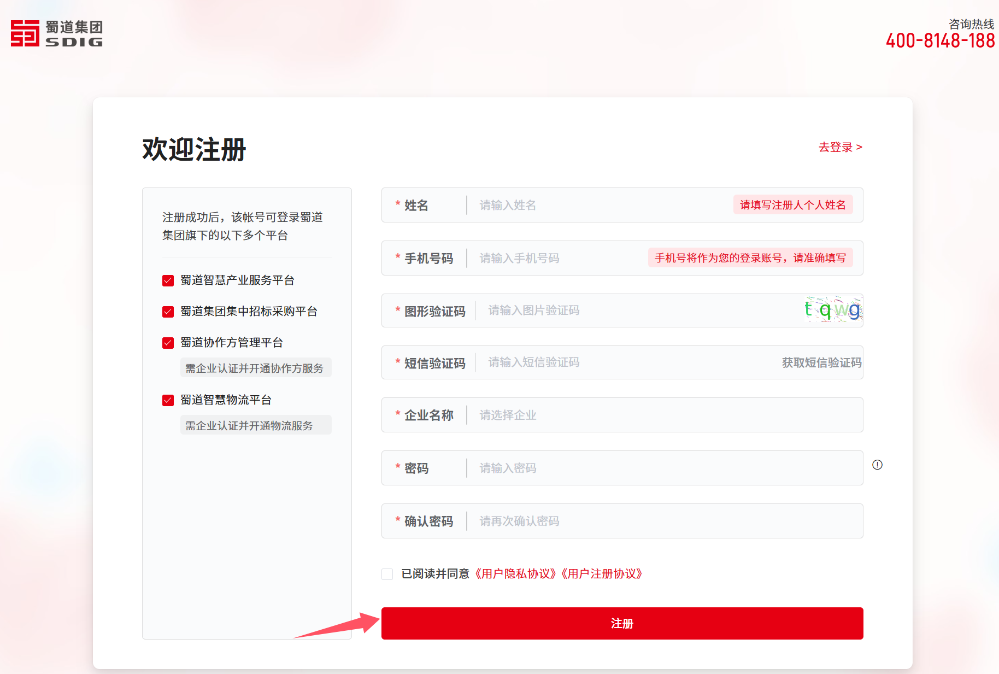 蜀道集团
SDIG
咨询热线
400-8148-188
欢迎注册
去登录 >
注册成功后，该帐号可登录蜀道
集团旗下的以下多个平台
蜀道智慧产业服务平台
蜀道集团集中招标采购平台
蜀道协作方管理平台
需企业认证并开通协作方服务
蜀道智慧物流平台
需企业认证并开通物流服务
* 姓名 请输入姓名 请填写注册人个人姓名
* 手机号码 请输入手机号码 手机号将作为您的登录账号，请准确填写
* 图形验证码 请输入图片验证码 tqwg
* 短信验证码 请输入短信验证码 获取短信验证码
* 企业名称 请选择企业
* 密码 请输入密码
* 确认密码 请再次确认密码
已阅读并同意《用户隐私协议》《用户注册协议》
注册